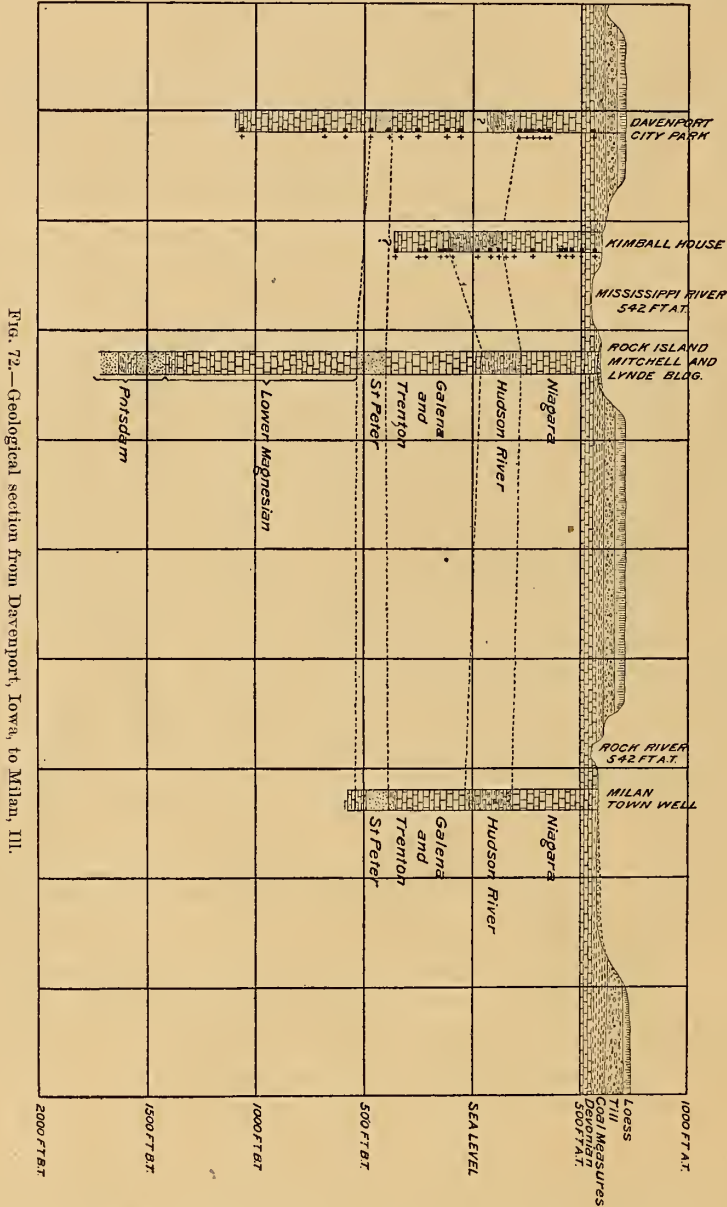 DAVENPORT
CITY PARK
KIMBALL HOUSE
MISSISSIPPI RIVER
542 FT A.T.
ROCK ISLAND
MITCHELL AND
LYNDE BLDG.
ROCK RIVER
542 FT A.T.
MILAN
TOWN WELL
?
?
Niagara
Hudson River
Galena
and
Trenton
St Peter
Lower Magnesian
Potsdam
Niagara
Hudson River
Galena
and
Trenton
St Peter
1000 FT A.T.
Loess
Till
Coal Measures
Devonian
500 FT A.T.
SEA LEVEL
500 FT B.T.
1000 FT B.T.
1500 FT B.T.
2000 FT B.T.
FIG. 72.—Geological section from Davenport, Iowa, to Milan, Ill.